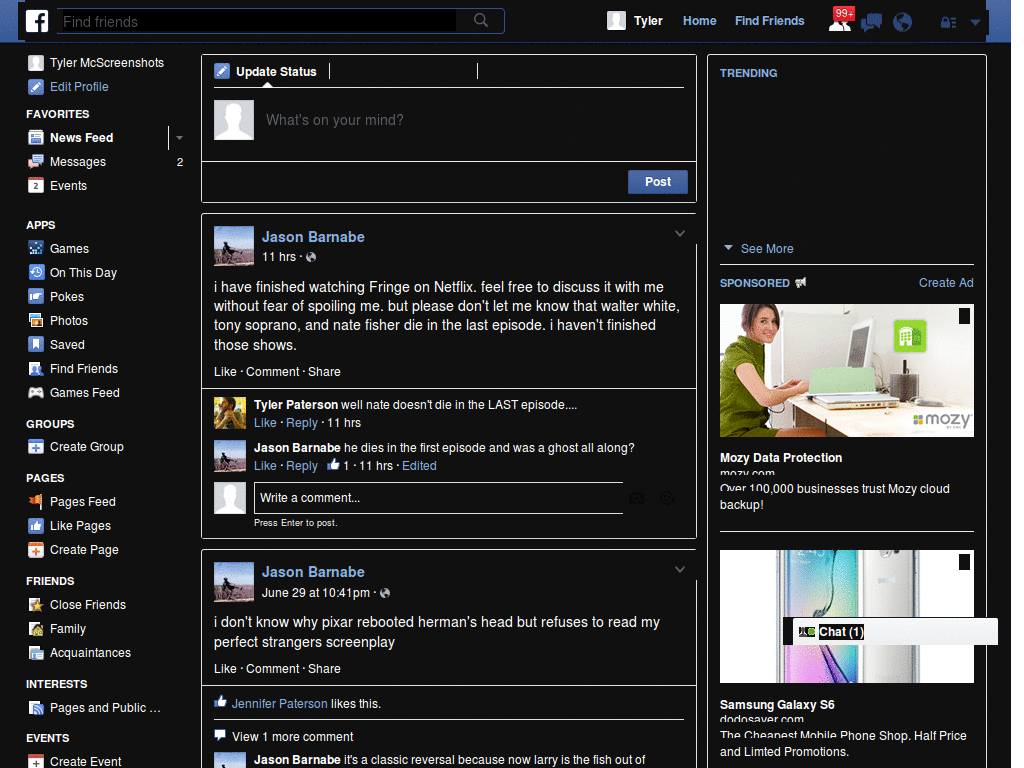 Find friends
Tyler
Home
Find Friends
99+
Tyler McScreenshots
Edit Profile
FAVORITES
News Feed
Messages
2
2
Events
APPS
Games
On This Day
Pokes
Photos
Saved
Find Friends
Games Feed
GROUPS
Create Group
PAGES
Pages Feed
Like Pages
Create Page
FRIENDS
Close Friends
Family
Acquaintances
INTERESTS
Pages and Public ...
EVENTS
Create Event
Update Status
What's on your mind?
Post
Jason Barnabe
11 hrs ·
i have finished watching Fringe on Netflix. feel free to discuss it with me
without fear of spoiling me. but please don't let me know that walter white,
tony soprano, and nate fisher die in the last episode. i haven't finished
those shows.
Like · Comment · Share
Tyler Paterson well nate doesn't die in the LAST episode....
Like · Reply · 11 hrs
Jason Barnabe he dies in the first episode and was a ghost all along?
Like · Reply · 1 · 11 hrs · Edited
Write a comment...
Press Enter to post.
Jason Barnabe
June 29 at 10:41pm ·
i don't know why pixar rebooted herman's head but refuses to read my
perfect strangers screenplay
Like · Comment · Share
Jennifer Paterson likes this.
View 1 more comment
Jason Barnabe it's a classic reversal because now larry is the fish out of
TRENDING
See More
SPONSORED
Create Ad
mozy
Mozy Data Protection
mozy.com
Over 100,000 businesses trust Mozy cloud
backup!
Chat (1)
Samsung Galaxy S6
dodosaver.com
The Cheapest Mobile Phone Shop. Half Price
and Limted Promotions.